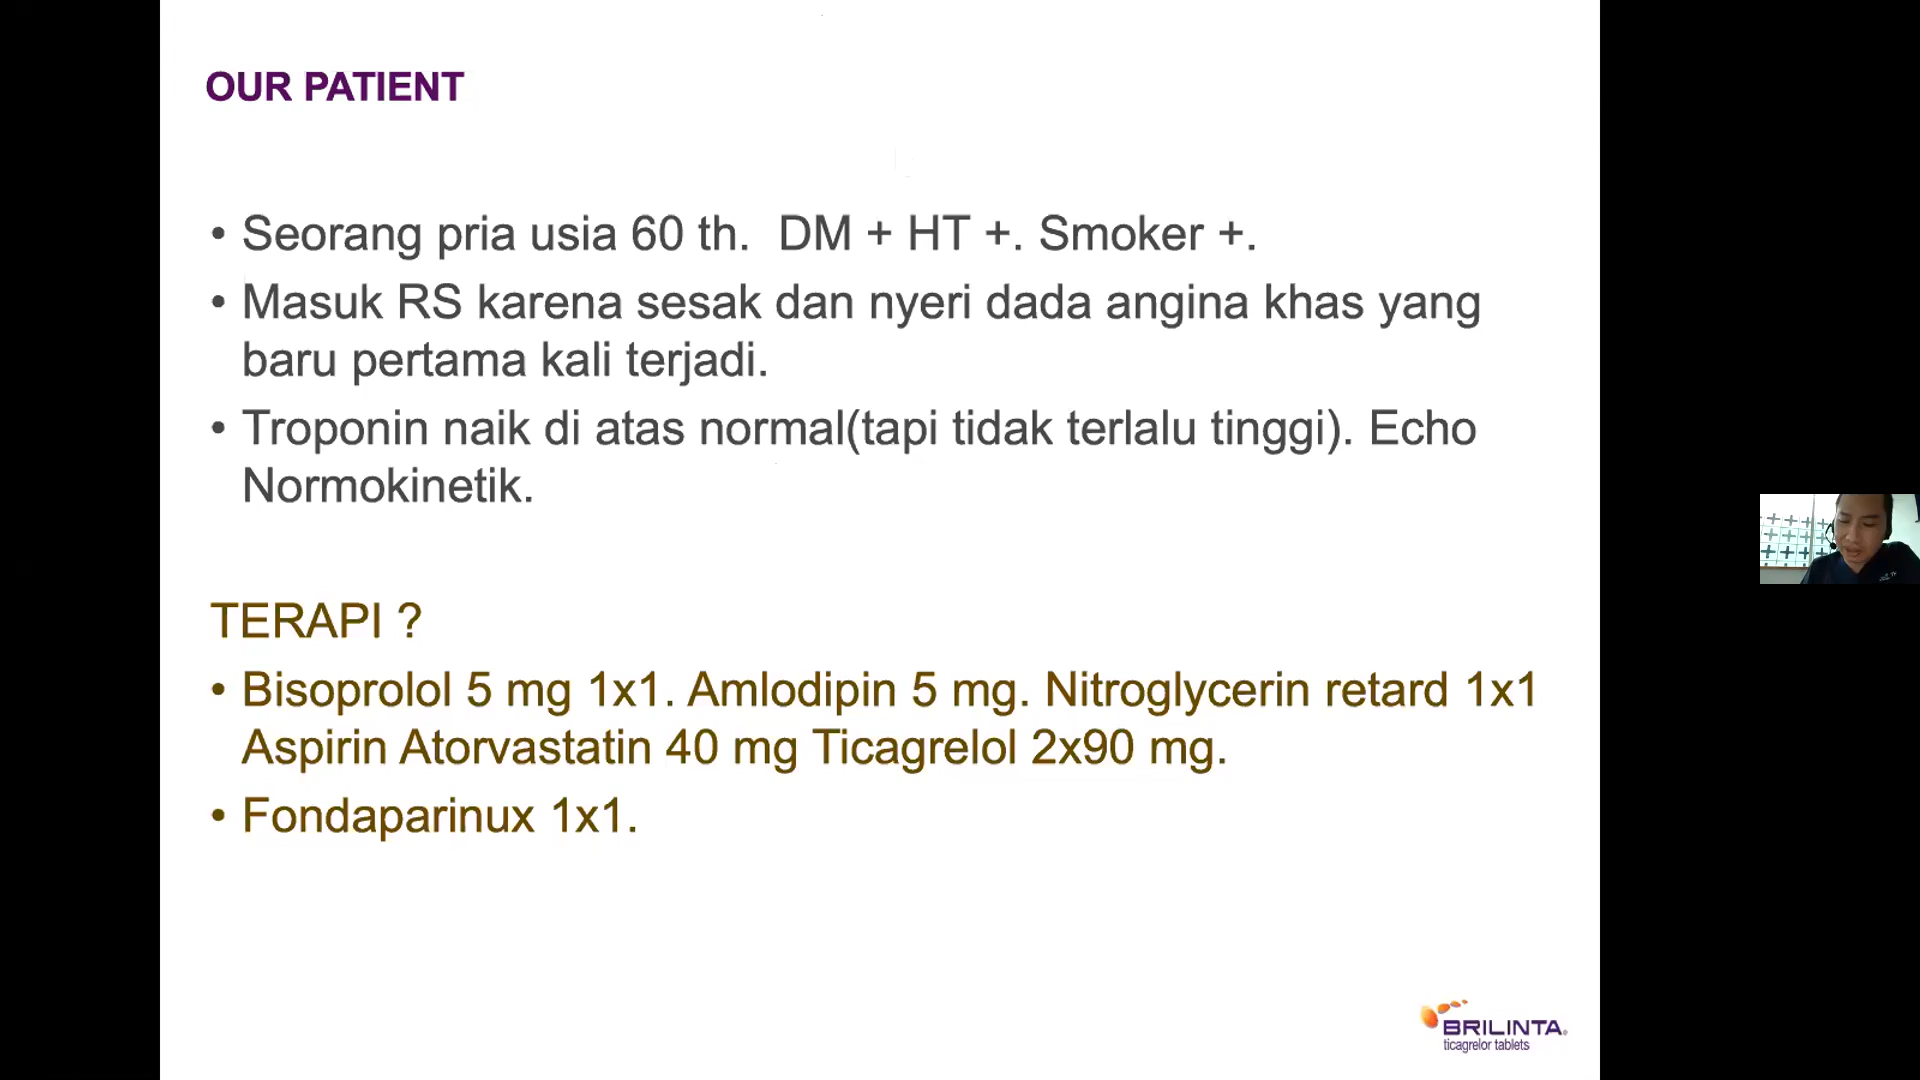 OUR PATIENT
• Seorang pria usia 60 th.  DM + HT +. Smoker +.
• Masuk RS karena sesak dan nyeri dada angina khas yang
baru pertama kali terjadi.
• Troponin naik di atas normal(tapi tidak terlalu tinggi). Echo
Normokinetik.
TERAPI ?
• Bisoprolol 5 mg 1x1. Amlodipin 5 mg. Nitroglycerin retard 1x1
Aspirin Atorvastatin 40 mg Ticagrelol 2x90 mg.
• Fondaparinux 1x1.
BRILINTA®
ticagrelor tablets